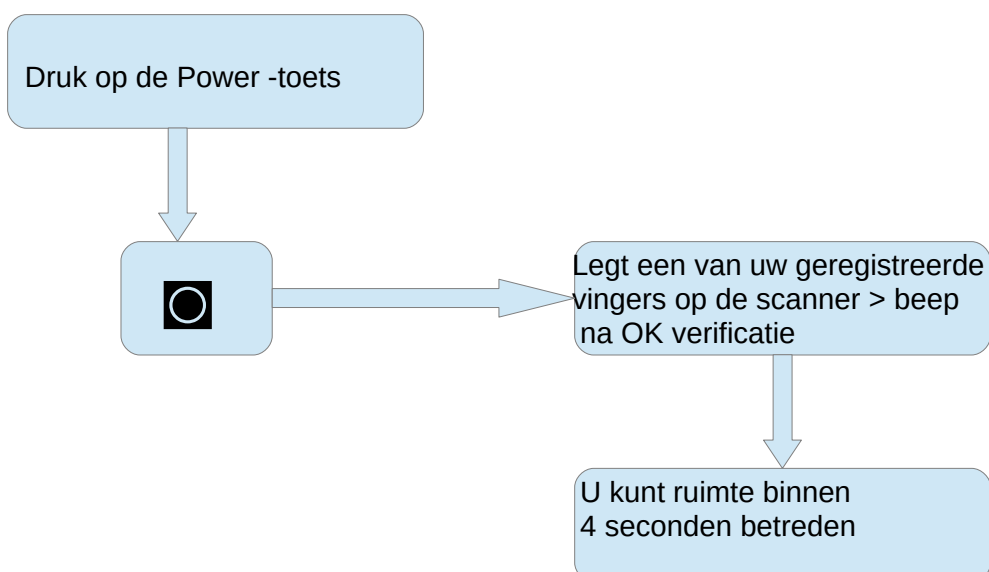 Druk op de Power -toets
Legt een van uw geregistreerde
vingers op de scanner > beep
na OK verificatie
U kunt ruimte binnen
4 seconden betreden